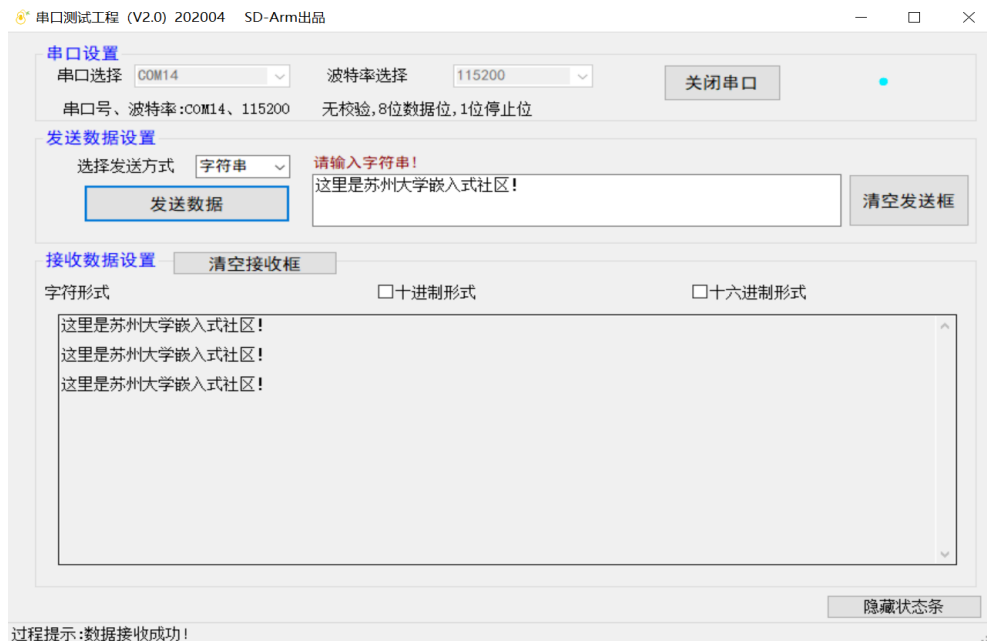 串口测试工程 (V2.0) 202004 SD-Arm出品
串口设置
串口选择 COM14 波特率选择 115200 关闭串口
串口号、波特率:COM14、115200 无校验,8位数据位,1位停止位
发送数据设置
选择发送方式 字符串 请输入字符串!
这里是苏州大学嵌入式社区!
发送数据 清空发送框
接收数据设置 清空接收框
字符形式 十进制形式 十六进制形式
这里是苏州大学嵌入式社区!
这里是苏州大学嵌入式社区!
这里是苏州大学嵌入式社区!
隐藏状态条
过程提示:数据接收成功!